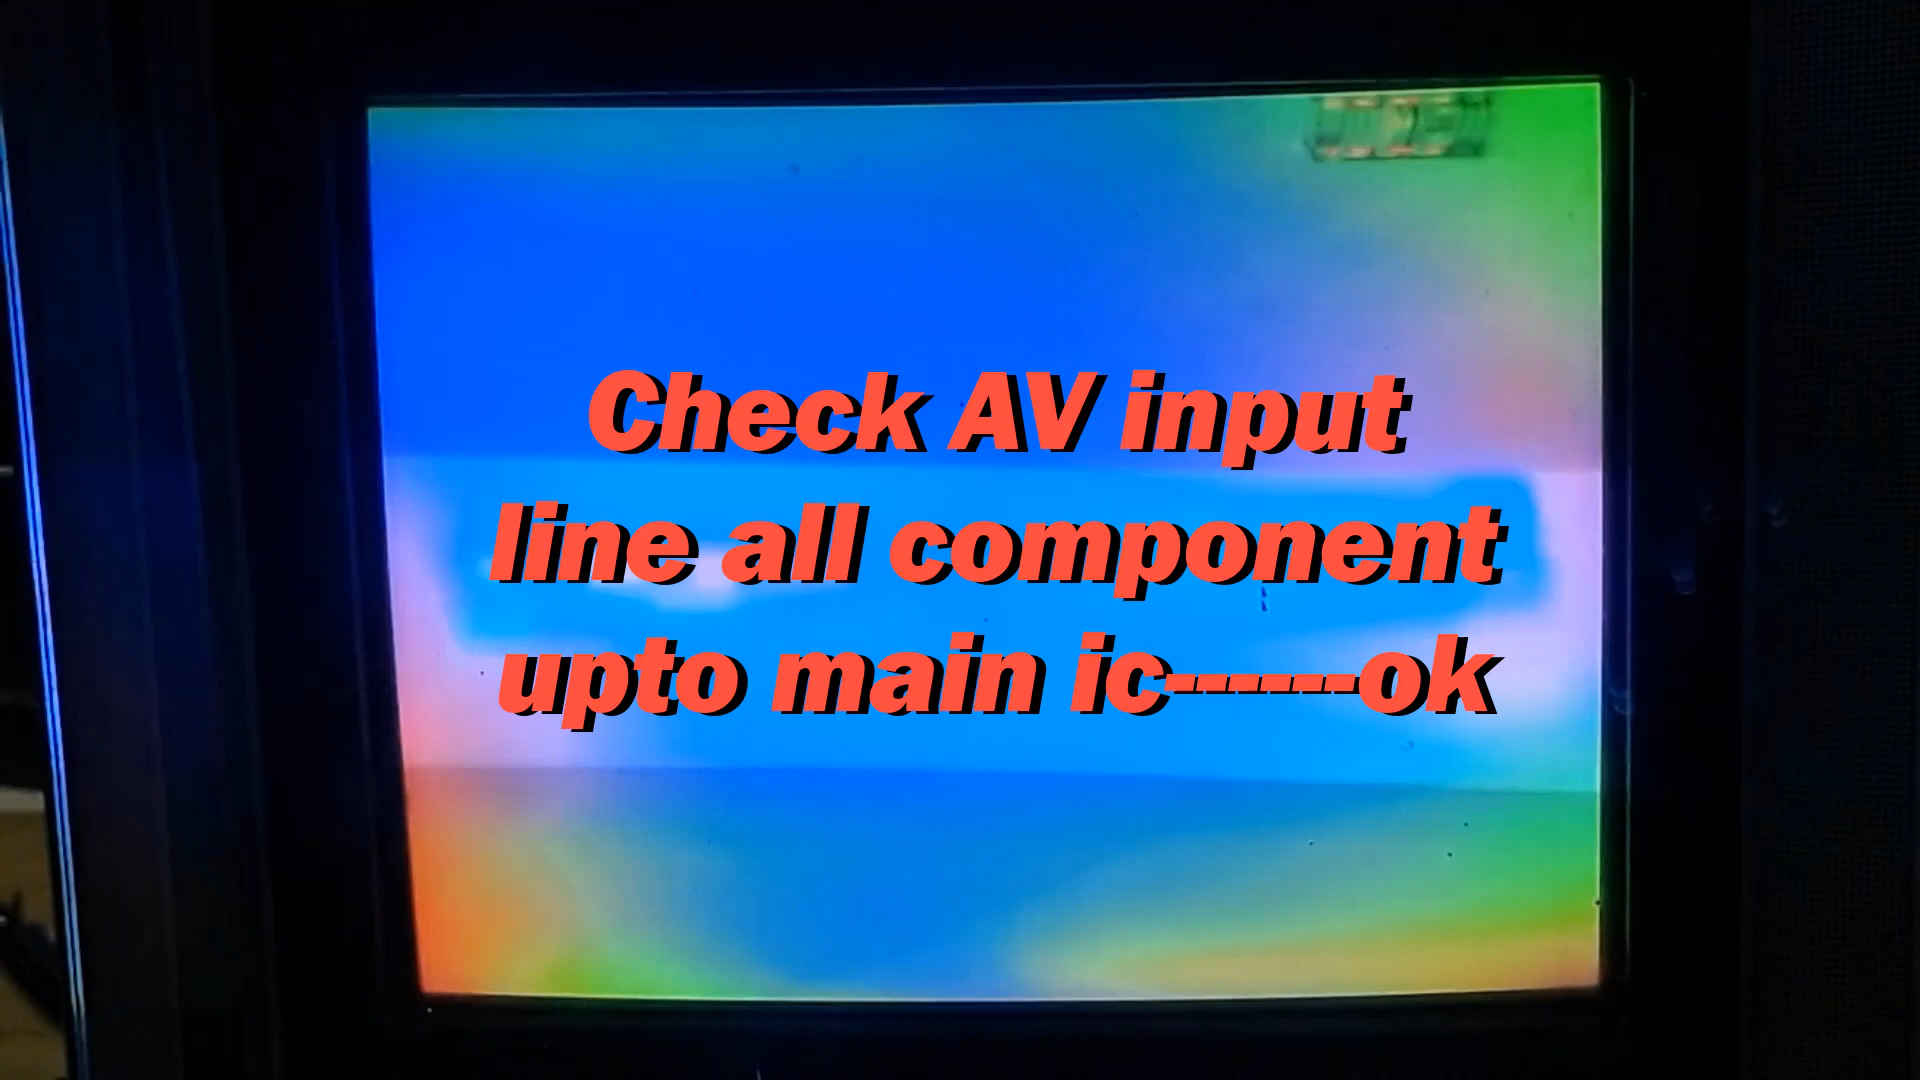 Check AV input
line all component
upto main ic------ok